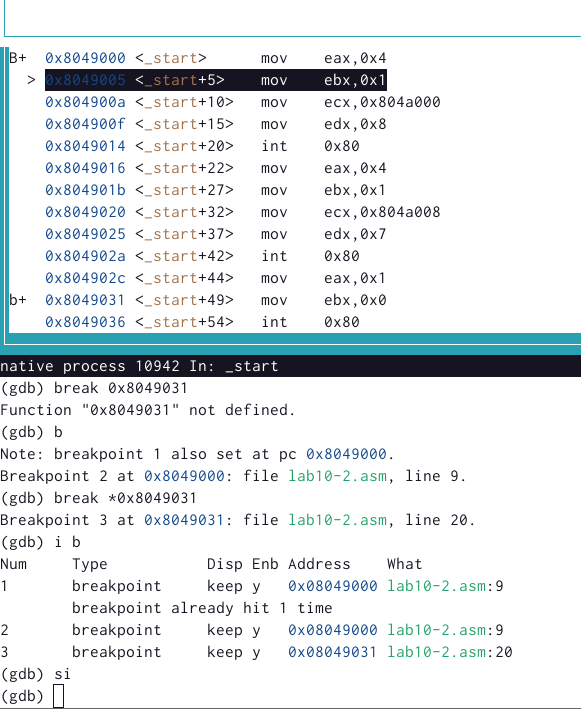 B+  0x8049000 <_start>      mov    eax,0x4
  > 0x8049005 <_start+5>    mov    ebx,0x1
    0x804900a <_start+10>   mov    ecx,0x804a000
    0x804900f <_start+15>   mov    edx,0x8
    0x8049014 <_start+20>   int    0x80
    0x8049016 <_start+22>   mov    eax,0x4
    0x804901b <_start+27>   mov    ebx,0x1
    0x8049020 <_start+32>   mov    ecx,0x804a008
    0x8049025 <_start+37>   mov    edx,0x7
    0x804902a <_start+42>   int    0x80
    0x804902c <_start+44>   mov    eax,0x1
b+  0x8049031 <_start+49>   mov    ebx,0x0
    0x8049036 <_start+54>   int    0x80
native process 10942 In: _start
(gdb) break 0x8049031
Function "0x8049031" not defined.
(gdb) b
Note: breakpoint 1 also set at pc 0x8049000.
Breakpoint 2 at 0x8049000: file lab10-2.asm, line 9.
(gdb) break *0x8049031
Breakpoint 3 at 0x8049031: file lab10-2.asm, line 20.
(gdb) i b
Num     Type           Disp Enb Address    What
1       breakpoint     keep y   0x08049000 lab10-2.asm:9
        breakpoint already hit 1 time
2       breakpoint     keep y   0x08049000 lab10-2.asm:9
3       breakpoint     keep y   0x08049031 lab10-2.asm:20
(gdb) si
(gdb)